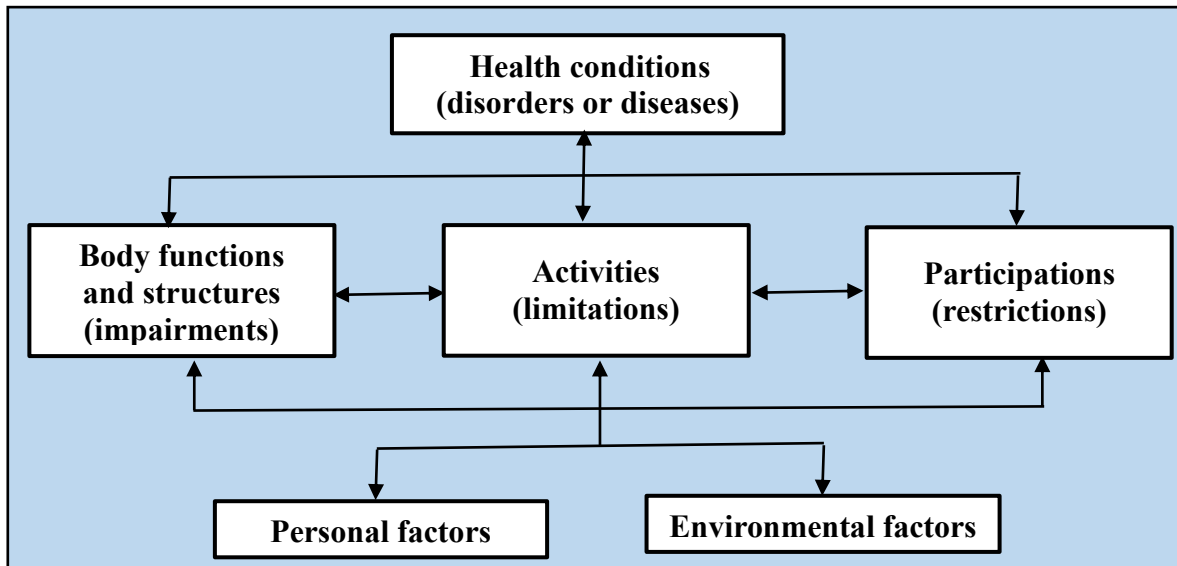 Health conditions
(disorders or diseases)
Body functions
and structures
(impairments)
Activities
(limitations)
Participations
(restrictions)
Personal factors
Environmental factors